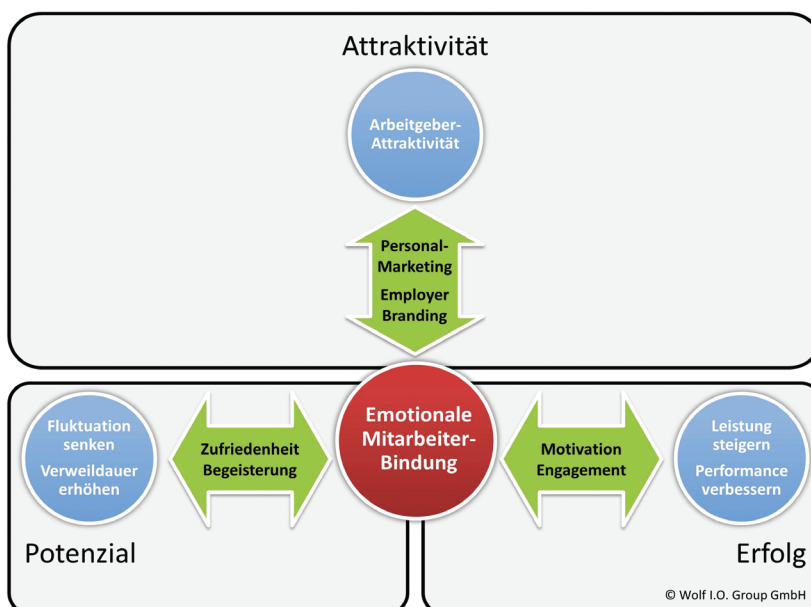 Attraktivität
Arbeitgeber-
Attraktivität
Personal-
Marketing
Employer
Branding
Fluktuation
senken
Verweildauer
erhöhen
Zufriedenheit
Begeisterung
Emotionale
Mitarbeiter-
Bindung
Motivation
Engagement
Leistung
steigern
Performance
verbessern
Potenzial
Erfolg
© Wolf I.O. Group GmbH